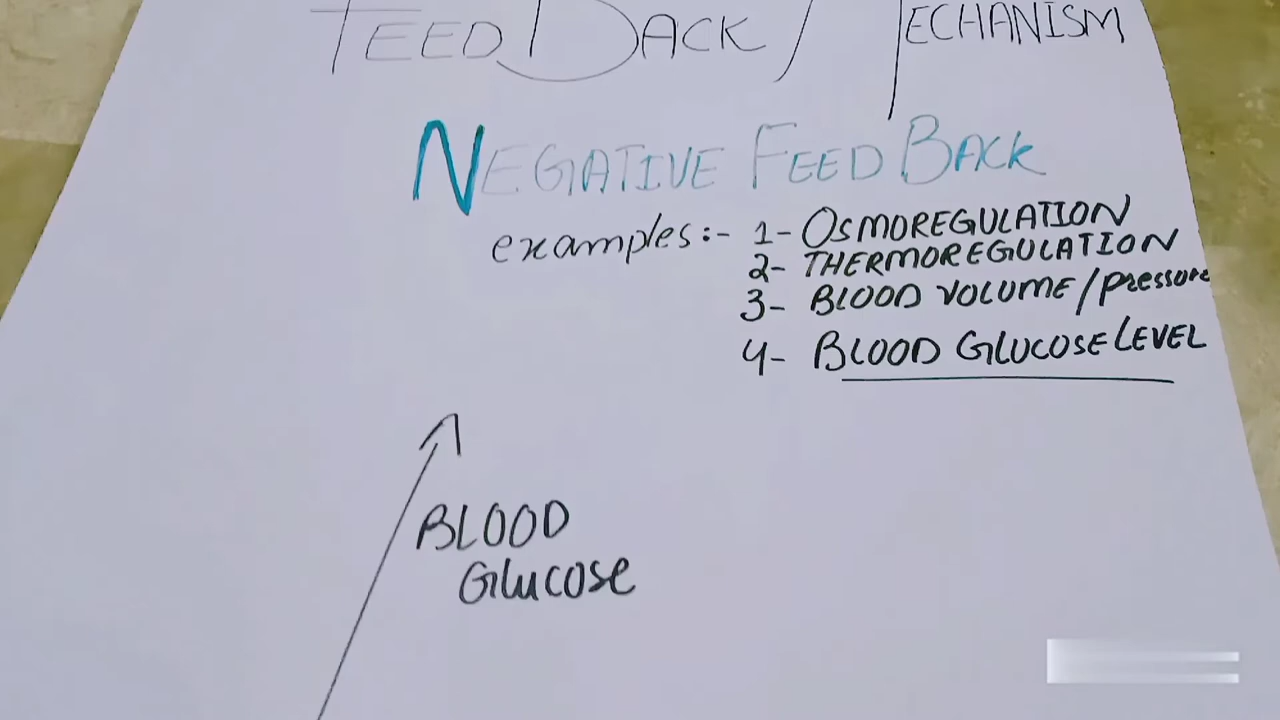 FEED BACK MECHANISM
NEGATIVE FEED BACK
examples:- 1- OSMOREGULATION
2- THERMOREGULATION
3- BLOOD VOLUME/pressure
4- BLOOD GLUCOSE LEVEL
BLOOD
Glucose